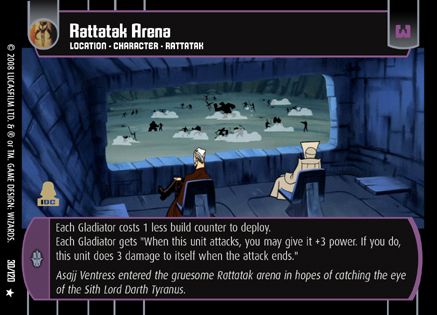 Rattatak Arena
LOCATION • CHARACTER • RATTATAK
© 2008 LUCASFILM LTD. & ® or TM. GAME DESIGN: WIZARDS.
30/170
IDC
Each Gladiator costs 1 less build counter to deploy.
Each Gladiator gets "When this unit attacks, you may give it +3 power. If you do,
this unit does 3 damage to itself when the attack ends."
Asajj Ventress entered the gruesome Rattatak arena in hopes of catching the eye
of the Sith Lord Darth Tyranus.